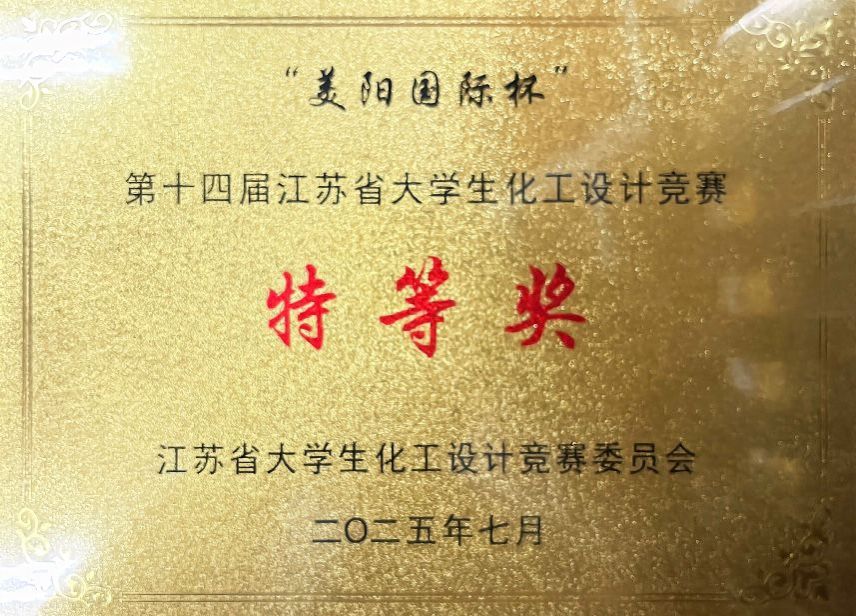 “美阳国际杯”
第十四届江苏省大学生化工设计竞赛
特等奖
江苏省大学生化工设计竞赛委员会
二〇二五年七月